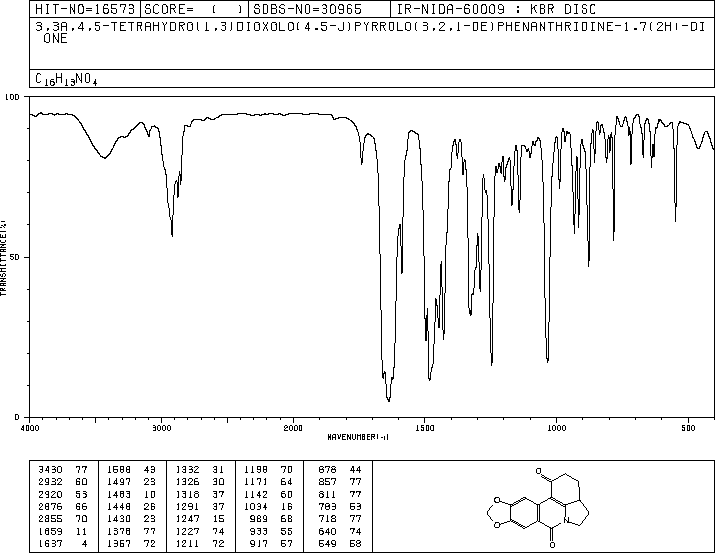 HIT-NO=16573 SCORE= ( ) SDBS-NO=30965 IR-NIDA-60009 : KBR DISC
3,3A,4,5-TETRAHYDRO(1,3)DIOXOLO(4,5-J)PYRROLO(3,2,1-DE)PHENANTHRIDINE-1,7(2H)-DI
ONE
C16H13NO4
100
50
0
TRANSMITTANCE(%)
4000 3000 2000 1500 1000 500
WAVENUMBER(-1)
3430 77 1588 43 1332 31 1198 70 878 44
2932 60 1497 23 1326 30 1171 64 857 77
2920 53 1483 10 1318 37 1142 60 811 77
2876 66 1448 26 1291 37 1034 16 783 53
2855 70 1430 23 1247 15 989 68 718 77
1659 11 1378 77 1227 74 933 55 640 74
1637 4 1357 72 1211 72 917 57 549 58
O
O
O
N
O